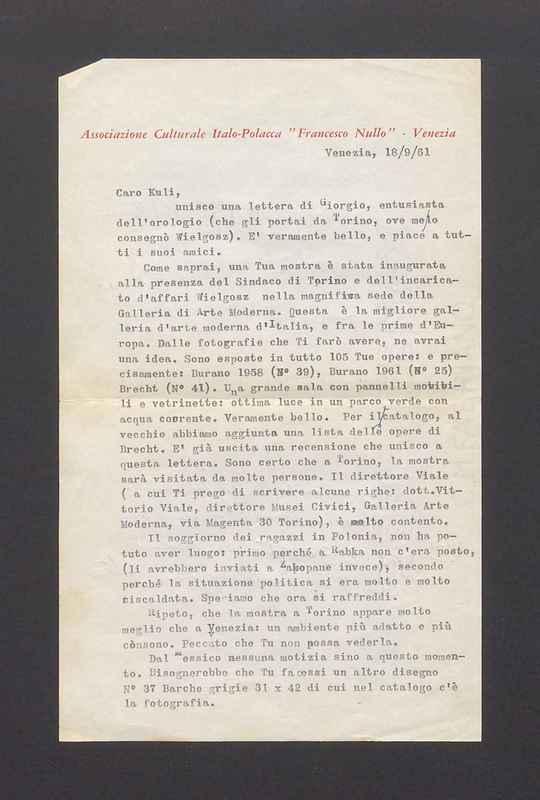 Associazione Culturale Italo-Polacca "Francesco Nullo" - Venezia
Venezia, 18/9/61
Caro Kuli,
unisco una lettera di Giorgio, entusiasta
dell'orologio (che gli portai da Torino, ove me lo
consegnò Wielgosz). E' veramente bello, e piace a tut-
ti i suoi amici.
Come saprai, una Tua mostra è stata inaugurata
alla presenza del Sindaco di Torino e dell'incarica-
to d'affari Wielgosz nella magnifica sede della
Galleria di Arte Moderna. Questa è la migliore gal-
leria d'arte moderna d'Italia, e fra le prime d'Eu-
ropa. Dalle fotografie che Ti farò avere, ne avrai
una idea. Sono esposte in tutto 105 Tue opere: e pre-
cisamente: Burano 1958 (N° 39), Burano 1961 (N° 25)
Brecht (N° 41). Una grande sala con pannelli mobibi-
li e vetrinette: ottima luce in un parco verde con
acqua corrente. Veramente bello. Per il catalogo, al
vecchio abbiamo aggiunta una lista delle opere di
Brecht. E' già uscita una recensione che unisco a
questa lettera. Sono certo che a Torino, la mostra
sarà visitata da molte persone. Il direttore Viale
( a cui Ti prego di scrivere alcune righe: dott.Vit-
torio Viale, direttore Musei Civici, Galleria Arte
Moderna, via Magenta 30 Torino), è molto contento.
Il soggiorno dei ragazzi in Polonia, non ha po-
tuto aver luogo: primo perché a Rabka non c'era posto,
(li avrebbero inviati a Zakopane invece), secondo
perché la situazione politica si era molto e molto
riscaldata. Speriamo che ora si raffreddi.
Ripeto, che la mostra a Torino appare molto
meglio che a Venezia: un ambiente più adatto e più
cònsono. Peccato che Tu non possa vederla.
Dal Messico nessuna notizia sino a questo momen-
to. Bisognerebbe che Tu facessi un altro disegno
N° 37 Barche grigie 31 x 42 di cui nel catalogo c'è
la fotografia.